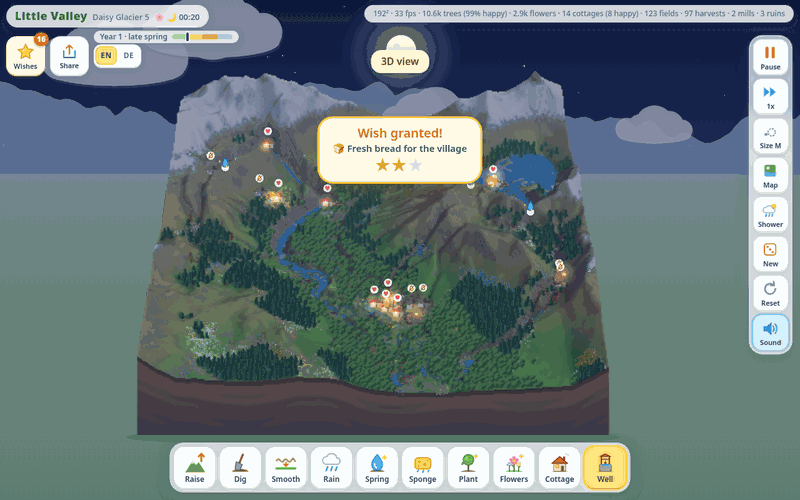 Little Valley Daisy Glacier 5 00:20
192² · 33 fps · 10.6k trees (99% happy) · 2.9k flowers · 14 cottages (8 happy) · 123 fields · 97 harvests · 2 mills · 3 ruins
16
Wishes
Share
Year 1 · late spring
EN DE
3D view
Wish granted!
Fresh bread for the village
Pause
1x
Size M
Map
Shower
New
Reset
Sound
Raise
Dig
Smooth
Rain
Spring
Sponge
Plant
Flowers
Cottage
Well